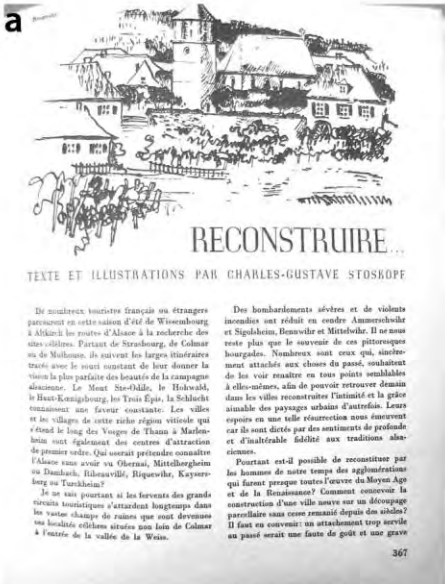 a
RECONSTRUIRE...
TEXTE ET ILLUSTRATIONS PAR CHARLES-GUSTAVE STOSKOPF
De nombreux touristes français ou étrangers
parcourent en cette saison d'été de Wissembourg
à Altkirch les routes d'Alsace à la recherche des
sites célèbres. Partant de Strasbourg, de Colmar
ou de Mulhouse, ils suivent les larges itinéraires
tracés avec le souci constant de leur donner la
vision la plus parfaite des beautés de la campagne
alsacienne. Le Mont Ste-Odile, le Hohwald,
le Haut-Kœnigsbourg, les Trois Épis, la Schlucht
connaissent une faveur constante. Les villes
et les villages de cette riche région viticole qui
s'étend le long des Vosges de Thann à Marlen-
heim sont également des centres d'attraction
de premier ordre. Qui oserait prétendre connaître
l'Alsace sans avoir vu Obernai, Mittelbergheim
ou Dambach, Ribeauvillé, Riquewihr, Kaysers-
berg ou Turckheim?
Je ne sais pourtant si les fervents des grands
circuits touristiques s'attardent longtemps dans
les vastes champs de ruines que sont devenues
ces localités célèbres situées non loin de Colmar
à l'entrée de la vallée de la Weiss.
Des bombardements sévères et de violents
incendies ont réduit en cendre Ammerschwihr
et Sigolsheim, Bennwihr et Mittelwihr. Il ne nous
reste plus que le souvenir de ces pittoresques
bourgades. Nombreux sont ceux qui, sincère-
ment attachés aux choses du passé, souhaitent
de les voir renaître en tous points semblables
à elles-mêmes, afin de pouvoir retrouver demain
dans les villes reconstruites l'intimité et la grâce
aimable des paysages urbains d'autrefois. Leurs
espoirs en une telle résurrection nous émeuvent
car ils sont dictés par des sentiments de profonde
et d'inaltérable fidélité aux traditions alsa-
ciennes.
Pourtant est-il possible de reconstituer par
les hommes de notre temps des agglomérations
qui furent presque toutes l'œuvre du Moyen Age
et de la Renaissance? Comment concevoir la
construction d'une ville neuve sur un découpage
parcellaire sans cesse remanié depuis des siècles?
Il faut en convenir: un attachement trop servile
au passé serait une faute de goût et une grave
367